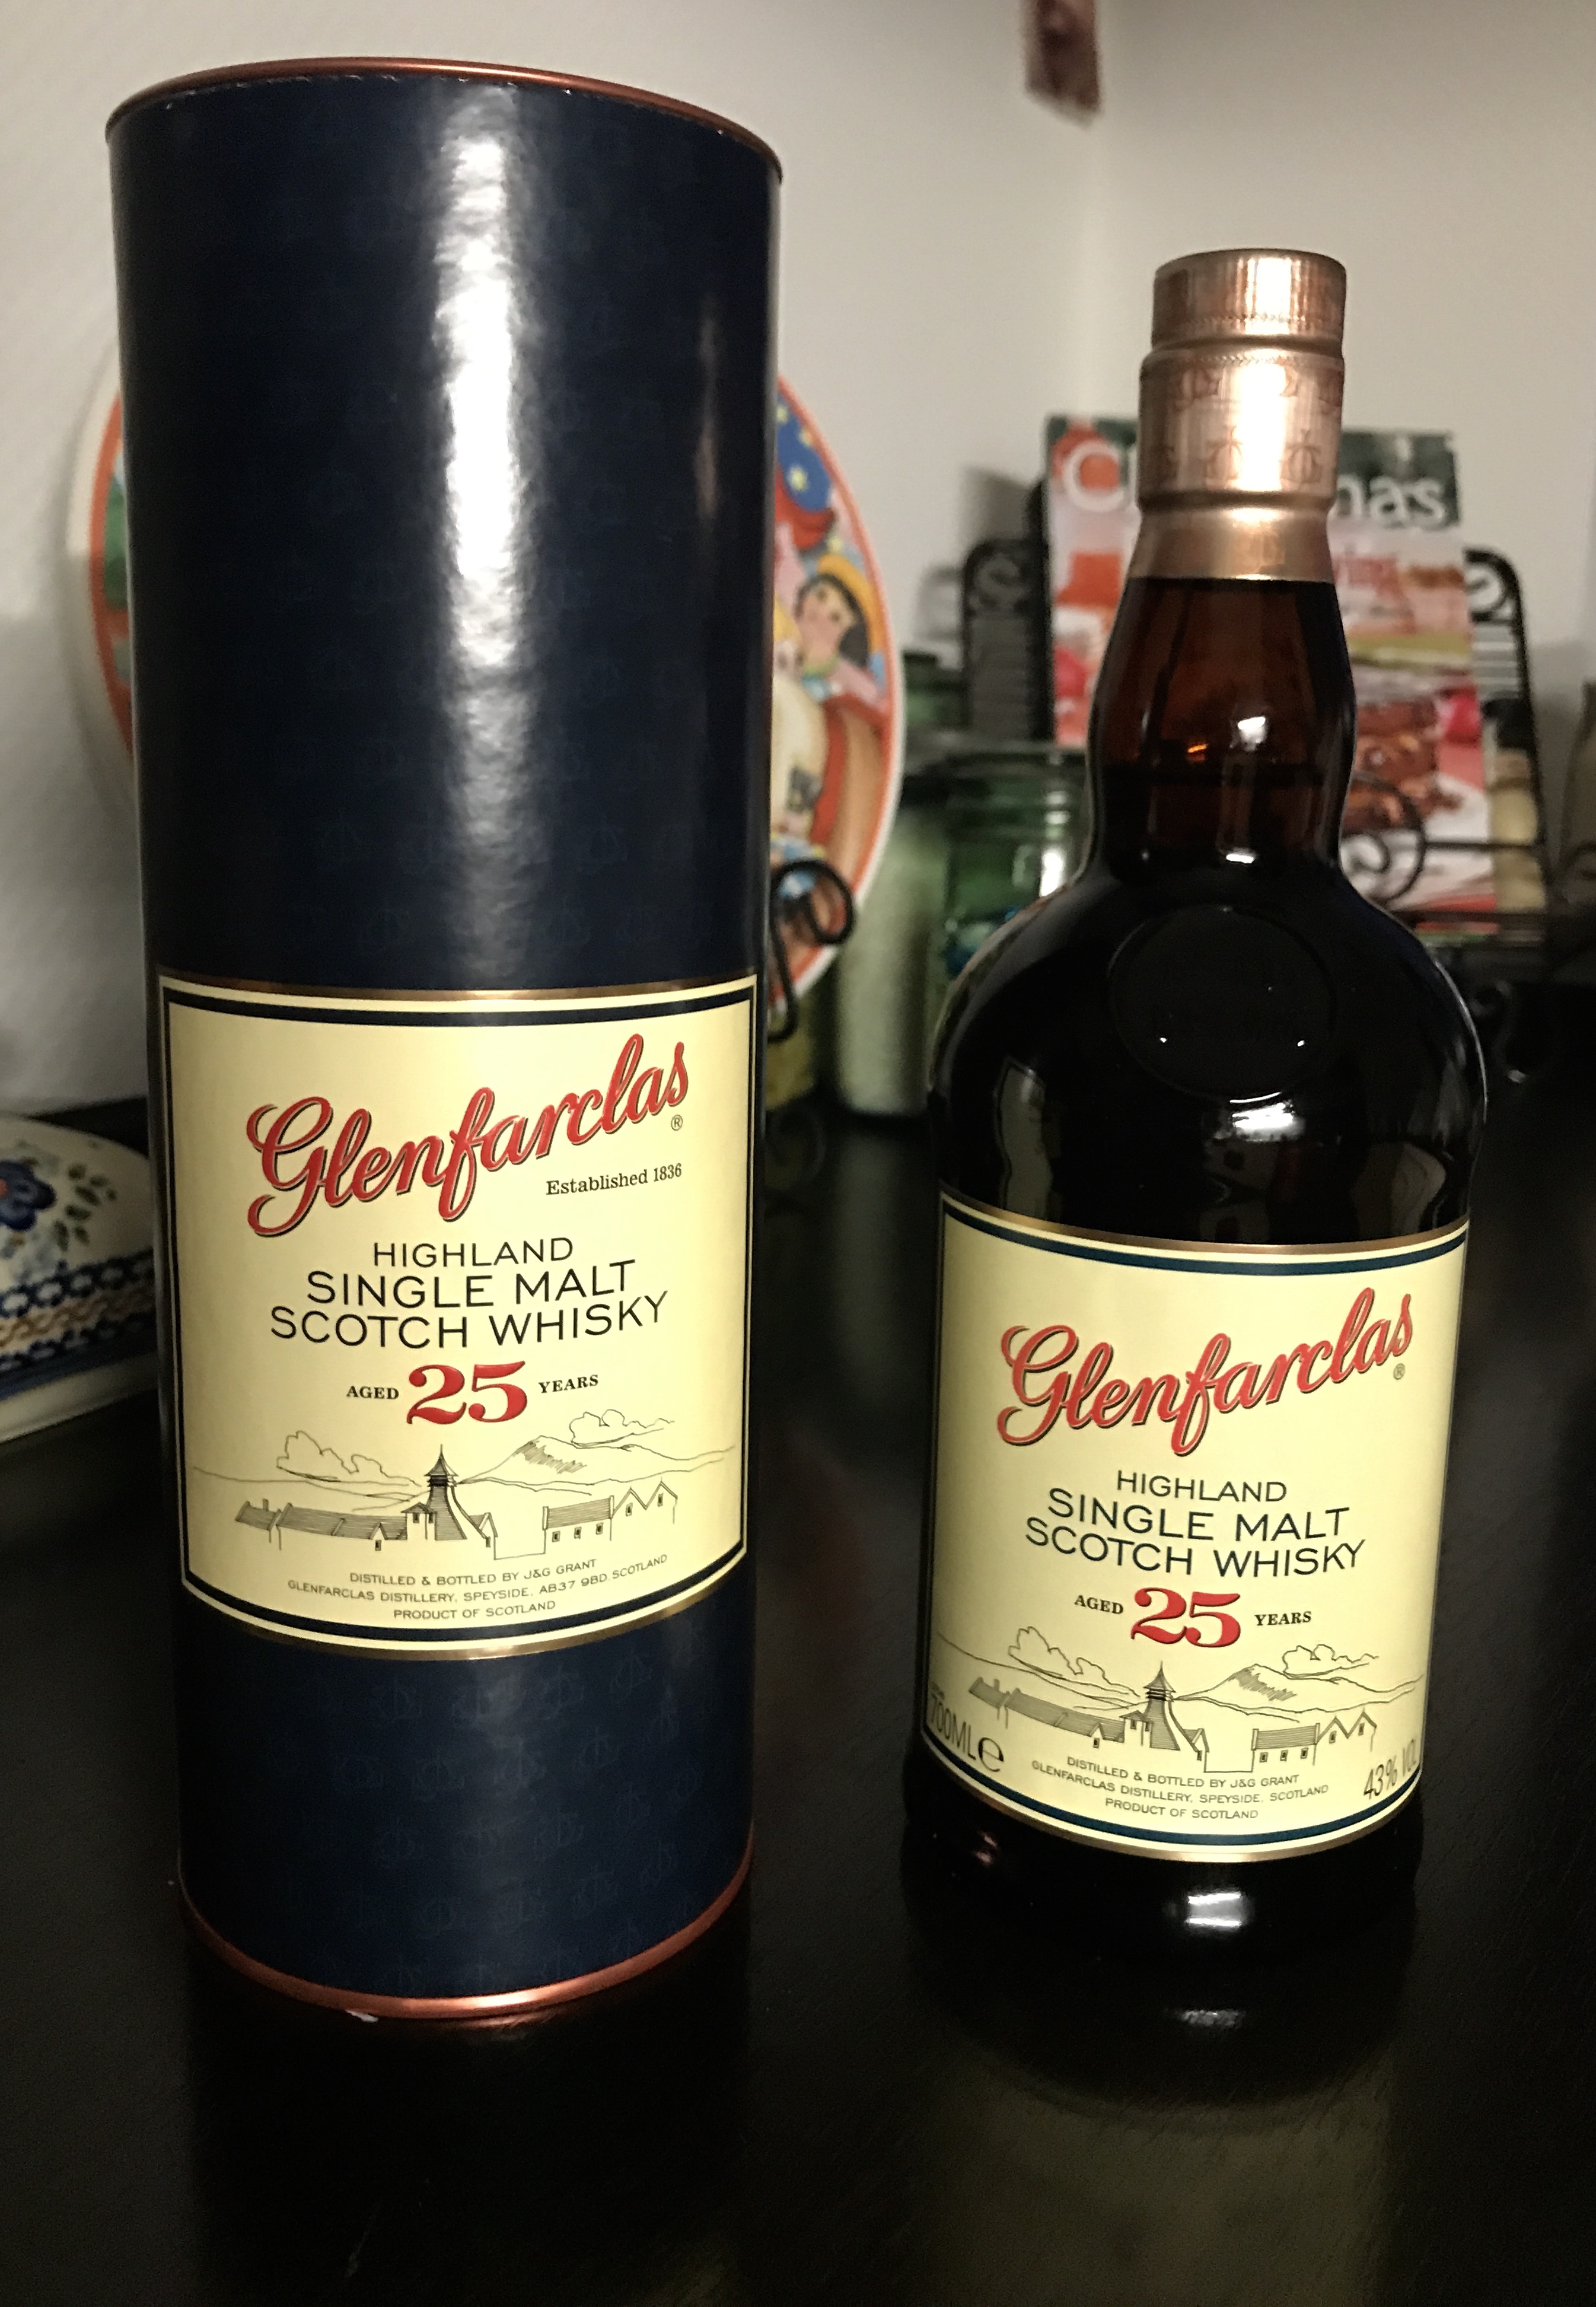 Glenfarclas®
Established 1836
HIGHLAND
SINGLE MALT
SCOTCH WHISKY
AGED 25 YEARS
DISTILLED & BOTTLED BY J&G GRANT
GLENFARCLAS DISTILLERY, SPEYSIDE, AB37 9BD, SCOTLAND
PRODUCT OF SCOTLAND
Glenfarclas®
HIGHLAND
SINGLE MALT
SCOTCH WHISKY
AGED 25 YEARS
700MLe
43% VOL
DISTILLED & BOTTLED BY J&G GRANT
GLENFARCLAS DISTILLERY, SPEYSIDE, SCOTLAND
PRODUCT OF SCOTLAND